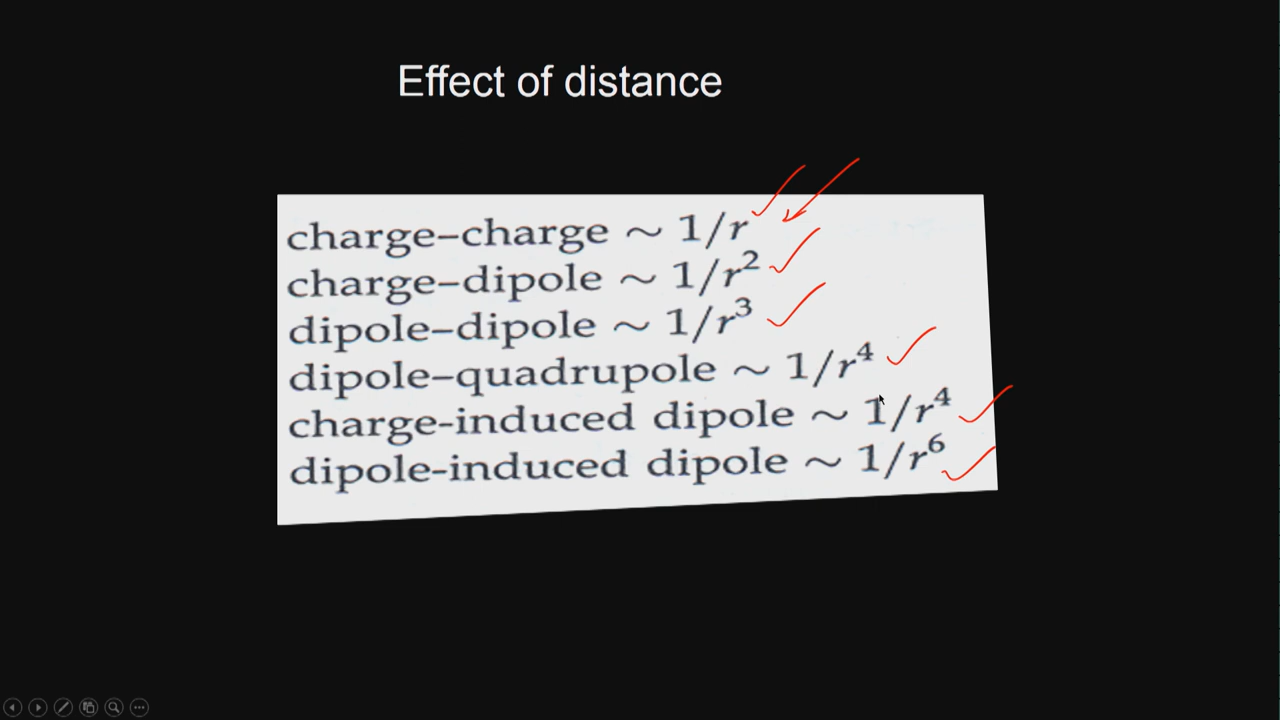 Effect of distance
charge–charge ~ 1/r
charge–dipole ~ 1/r²
dipole–dipole ~ 1/r³
dipole–quadrupole ~ 1/r⁴
charge-induced dipole ~ 1/r⁴
dipole-induced dipole ~ 1/r⁶